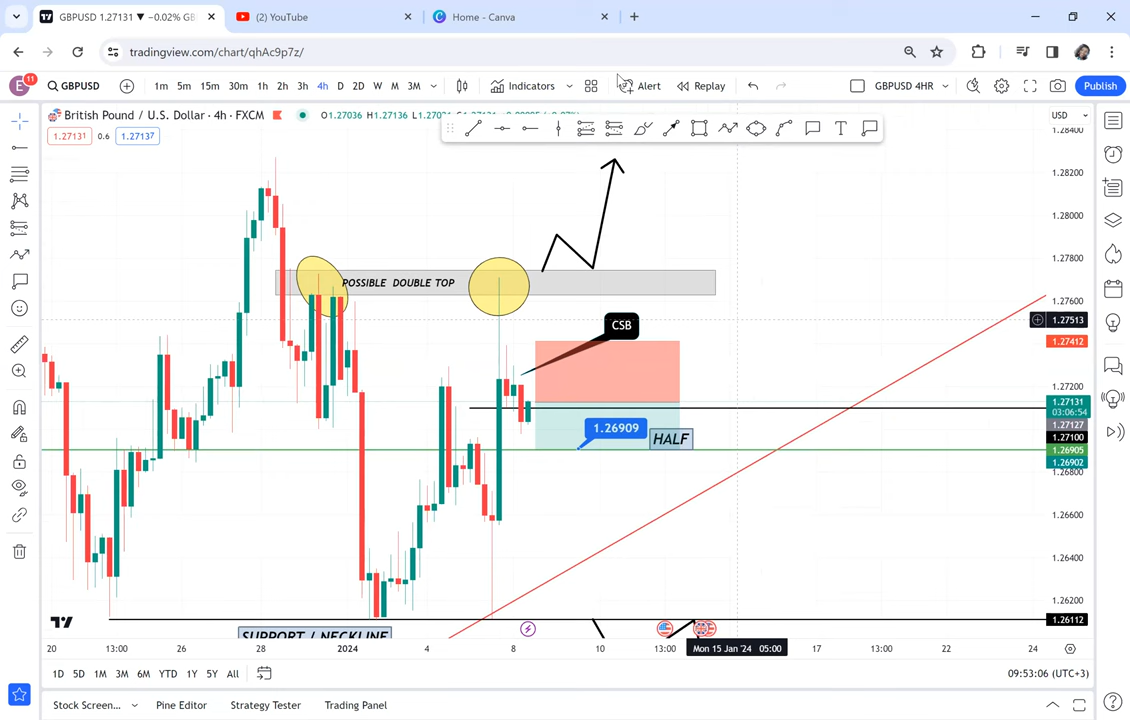 GBPUSD 1.27131 ▼ −0.02% GB
(2) YouTube
Home - Canva
tradingview.com/chart/qhAc9p7z/
E 11 GBPUSD 1m 5m 15m 30m 1h 2h 3h 4h D 2D W M 3M Indicators Alert Replay GBPUSD 4HR Publish
British Pound / U.S. Dollar · 4h · FXCM O1.27036 H1.27136
1.27131 0.6 1.27137
USD
1.28200
1.28000
1.27800
1.27600
1.27513
1.27412
1.27200
1.27131
03:06:54
1.27127
1.27100
1.26905
1.26902
1.26800
1.26600
1.26400
1.26200
1.26112
POSSIBLE DOUBLE TOP
CSB
1.26909
HALF
SUPPORT / NECKLINE
20 13:00 26 28 2024 4 8 10 13:00 Mon 15 Jan '24 05:00 17 13:00 22 24
1D 5D 1M 3M 6M YTD 1Y 5Y All
09:53:06 (UTC+3)
Stock Screen... Pine Editor Strategy Tester Trading Panel